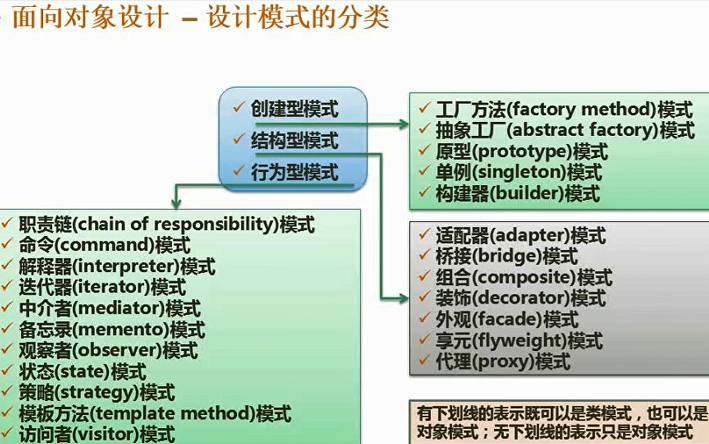 面向对象设计 – 设计模式的分类
创建型模式
结构型模式
行为型模式
工厂方法(factory method)模式
抽象工厂(abstract factory)模式
原型(prototype)模式
单例(singleton)模式
构建器(builder)模式
职责链(chain of responsibility)模式
命令(command)模式
解释器(interpreter)模式
迭代器(iterator)模式
中介者(mediator)模式
备忘录(memento)模式
观察者(observer)模式
状态(state)模式
策略(strategy)模式
模板方法(template method)模式
访问者(visitor)模式
适配器(adapter)模式
桥接(bridge)模式
组合(composite)模式
装饰(decorator)模式
外观(facade)模式
享元(flyweight)模式
代理(proxy)模式
有下划线的表示既可以是类模式，也可以是
对象模式；无下划线的表示只是对象模式